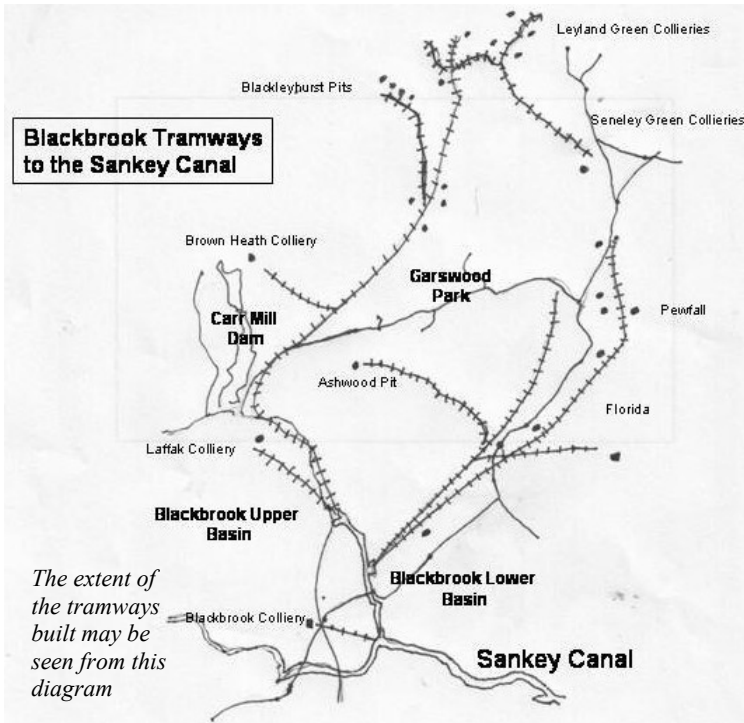 Leyland Green Collieries
Blackleyhurst Pits
Seneley Green Collieries
Blackbrook Tramways
to the Sankey Canal
Brown Heath Colliery
Garswood
Park
Carr Mill
Dam
Pewfall
Ashwood Pit
Florida
Laffak Colliery
Blackbrook Upper
Basin
Blackbrook Lower
Basin
The extent of
the tramways
built may be
seen from this
diagram
Blackbrook Colliery
Sankey Canal